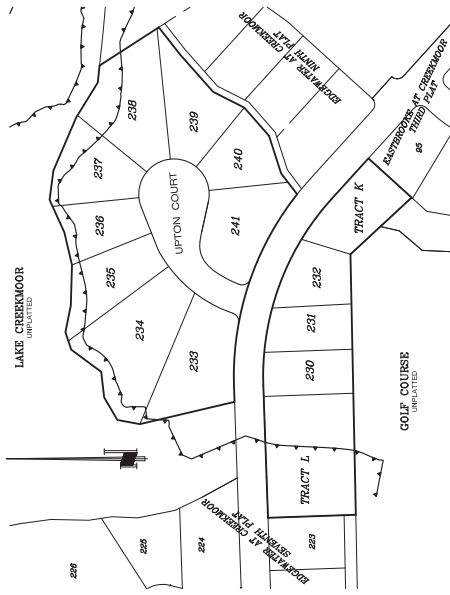 EDGEWATER AT CREEKMOOR
NINTH PLAT
EASTBROOKE AT CREEKMOOR
THIRD PLAT
95
238
239
237
240
TRACT K
236
UPTON COURT
241
235
232
LAKE CREEKMOOR
UNPLATTED
234
231
233
230
GOLF COURSE
UNPLATTED
TRACT L
EDGEWATER AT CREEKMOOR
SEVENTH PLAT
226
225
224
223